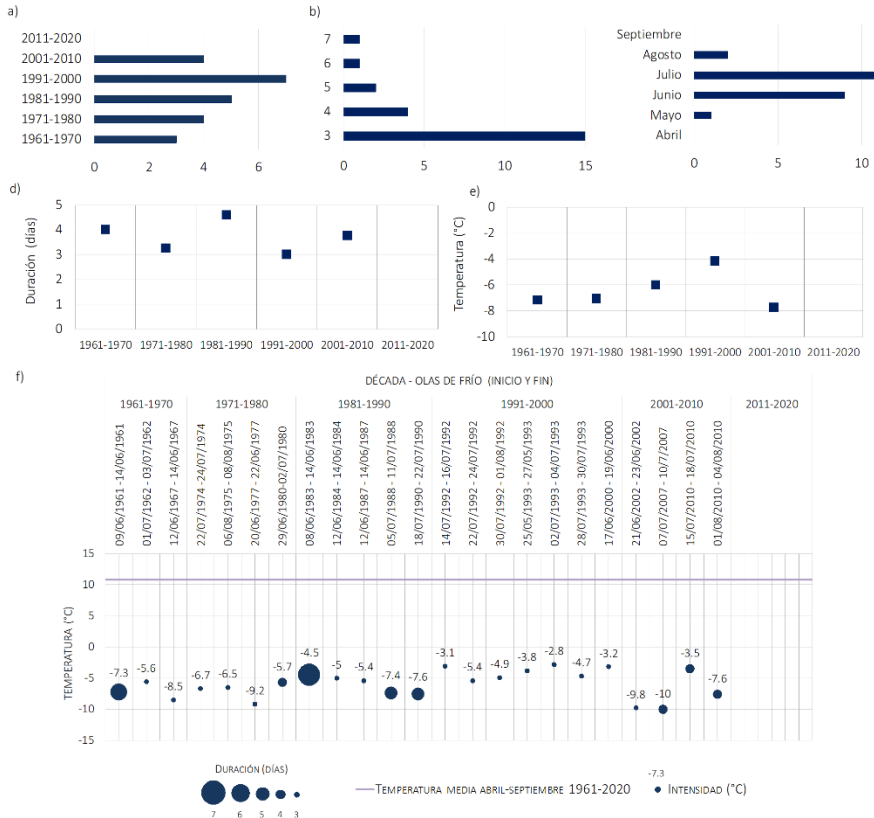 a)
2011-2020
2001-2010
1991-2000
1981-1990
1971-1980
1961-1970
0 2 4 6
b)
7
6
5
4
3
0 5 10 15
Septiembre
Agosto
Julio
Junio
Mayo
Abril
0 5 10
d)
Duración (días)
5
4
3
2
1
0
1961-1970 1971-1980 1981-1990 1991-2000 2001-2010 2011-2020
e)
Temperatura (°C)
0
-2
-4
-6
-8
-10
1961-1970 1971-1980 1981-1990 1991-2000 2001-2010 2011-2020
f)
DÉCADA - OLAS DE FRÍO (INICIO Y FIN)
1961-1970 1971-1980 1981-1990 1991-2000 2001-2010 2011-2020
09/06/1961 -14/06/1961
01/07/1962 - 03/07/1962
12/06/1967 - 14/06/1967
22/07/1974 -24/07/1974
06/08/1975 - 08/08/1975
20/06/1977 - 22/06/1977
29/06/1980-02/07/1980
08/06/1983 - 14/06/1983
12/06/1984 - 14/06/1984
12/06/1987 - 14/06/1987
05/07/1988 - 11/07/1988
18/07/1990 - 22/07/1990
14/07/1992 - 16/07/1992
22/07/1992 - 24/07/1992
30/07/1992 - 01/08/1992
25/05/1993 - 27/05/1993
02/07/1993 - 04/07/1993
28/07/1993 - 30/07/1993
17/06/2000 - 19/06/2000
21/06/2002 - 23/06/2002
07/07/2007 - 10/7/2007
15/07/2010 - 18/07/2010
01/08/2010 - 04/08/2010
TEMPERATURA (°C)
15
10
5
0
-5
-10
-15
-7.3 -5.6 -8.5 -6.7 -6.5 -9.2 -5.7 -4.5 -5 -5.4 -7.4 -7.6 -3.1 -5.4 -4.9 -3.8 -2.8 -4.7 -3.2 -9.8 -10 -3.5 -7.6
DURACIÓN (DÍAS)
7 6 5 4 3
TEMPERATURA MEDIA ABRIL-SEPTIEMBRE 1961-2020
-7.3
INTENSIDAD (°C)